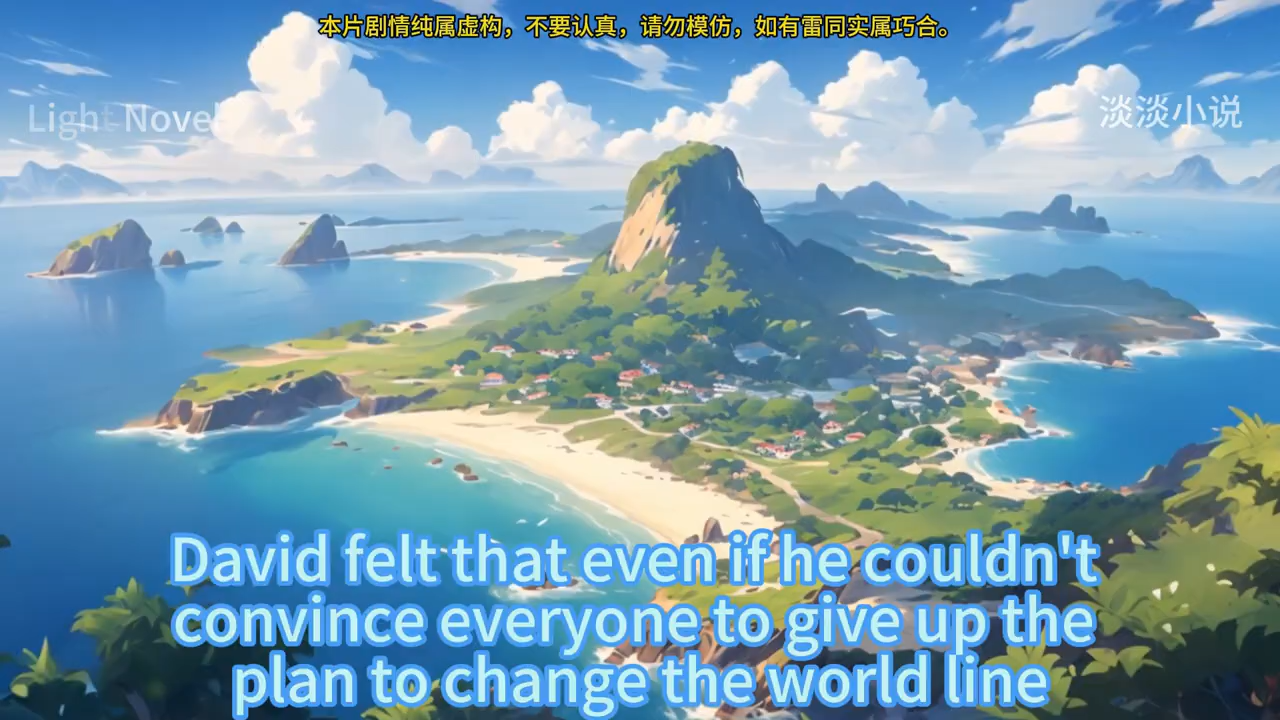 本片剧情纯属虚构，不要认真，请勿模仿，如有雷同实属巧合。
Light Novel
淡淡小说
David felt that even if he couldn't
convince everyone to give up the
plan to change the world line